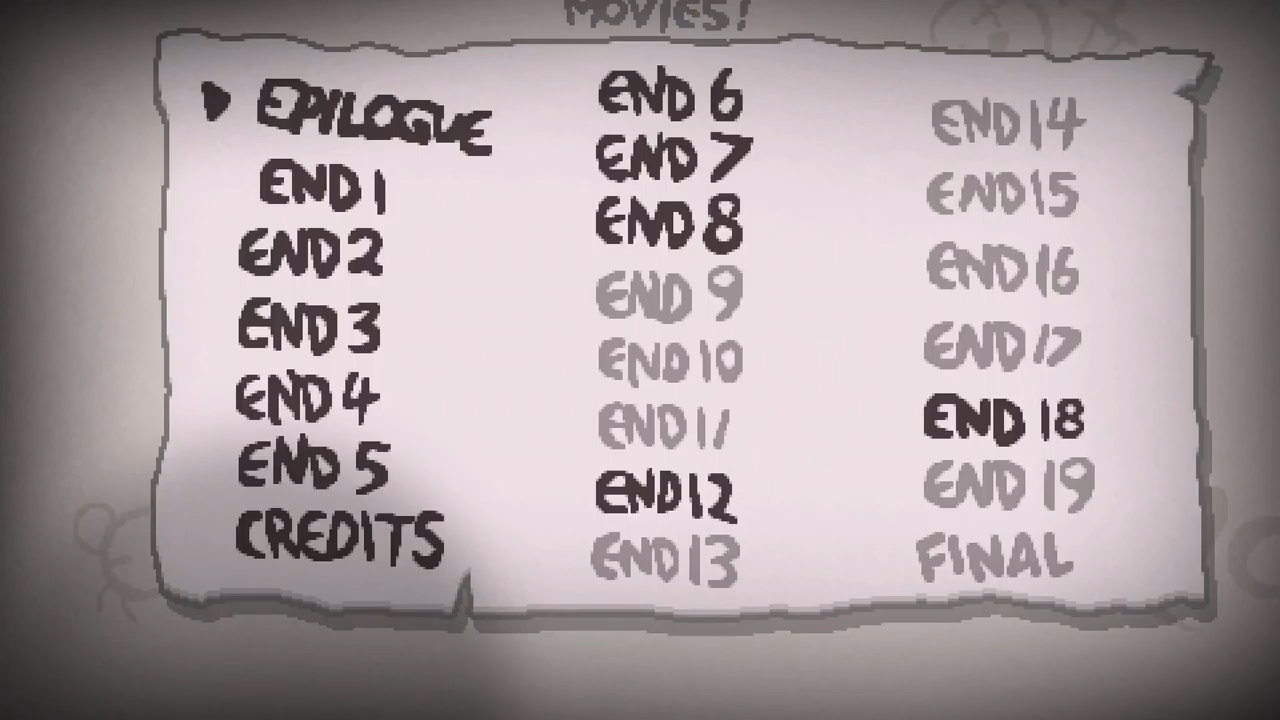 MOVIES!
EPILOGUE
END 1
END 2
END 3
END 4
END 5
CREDITS
END 6
END 7
END 8
END 9
END 10
END 11
END 12
END 13
END 14
END 15
END 16
END 17
END 18
END 19
FINAL